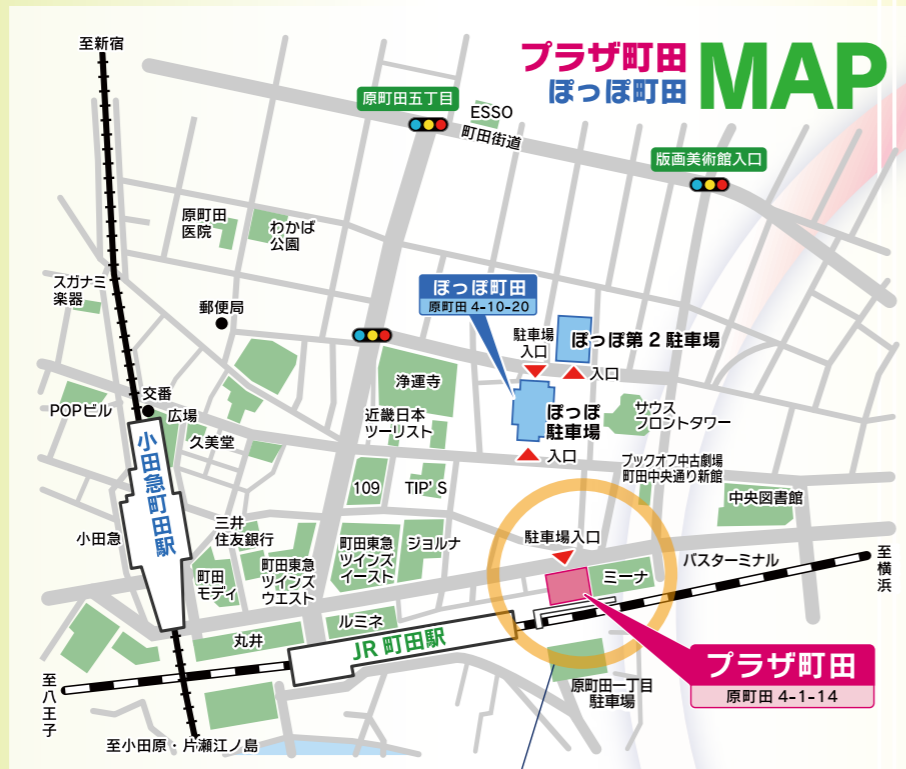 プラザ町田
ぽっぽ町田
MAP
至新宿
原町田五丁目
ESSO
町田街道
版画美術館入口
原町田
医院
わかば
公園
スガナミ
楽器
郵便局
ぽっぽ町田
原町田 4-10-20
駐車場
入口
ぽっぽ第 2 駐車場
入口
浄運寺
ぽっぽ
駐車場
サウス
フロントタワー
POPビル
交番
広場
久美堂
近畿日本
ツーリスト
入口
ブックオフ中古劇場
町田中央通り新館
中央図書館
小田急町田駅
109
TIP'S
小田急
三井
住友銀行
町田東急
ツインズ
イースト
ジョルナ
駐車場入口
町田
モディ
町田東急
ツインズ
ウエスト
ミーナ
バスターミナル
至横浜
丸井
ルミネ
JR 町田駅
プラザ町田
原町田 4-1-14
原町田一丁目
駐車場
至八王子
至小田原・片瀬江ノ島